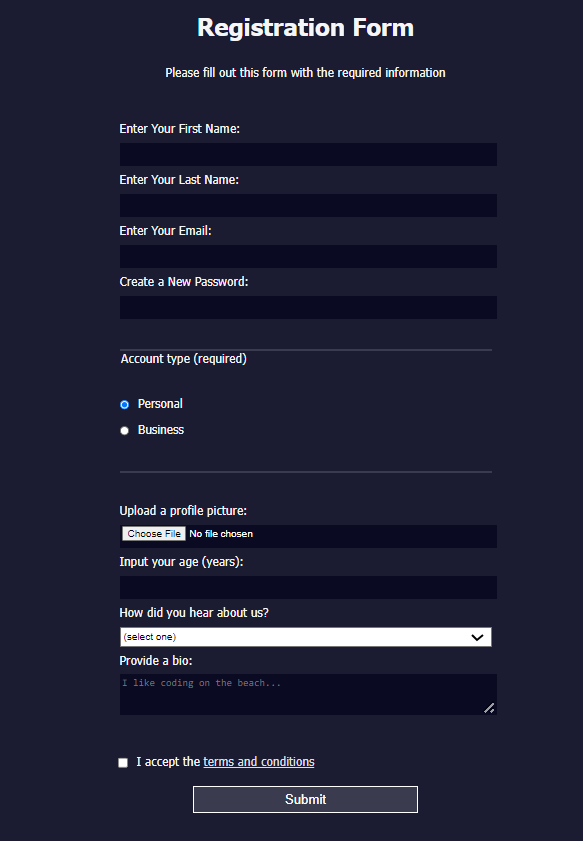 Registration Form
Please fill out this form with the required information
Enter Your First Name:
Enter Your Last Name:
Enter Your Email:
Create a New Password:
Account type (required)
Personal
Business
Upload a profile picture:
Choose File No file chosen
Input your age (years):
How did you hear about us?
(select one)
Provide a bio:
I like coding on the beach...
I accept the terms and conditions
Submit